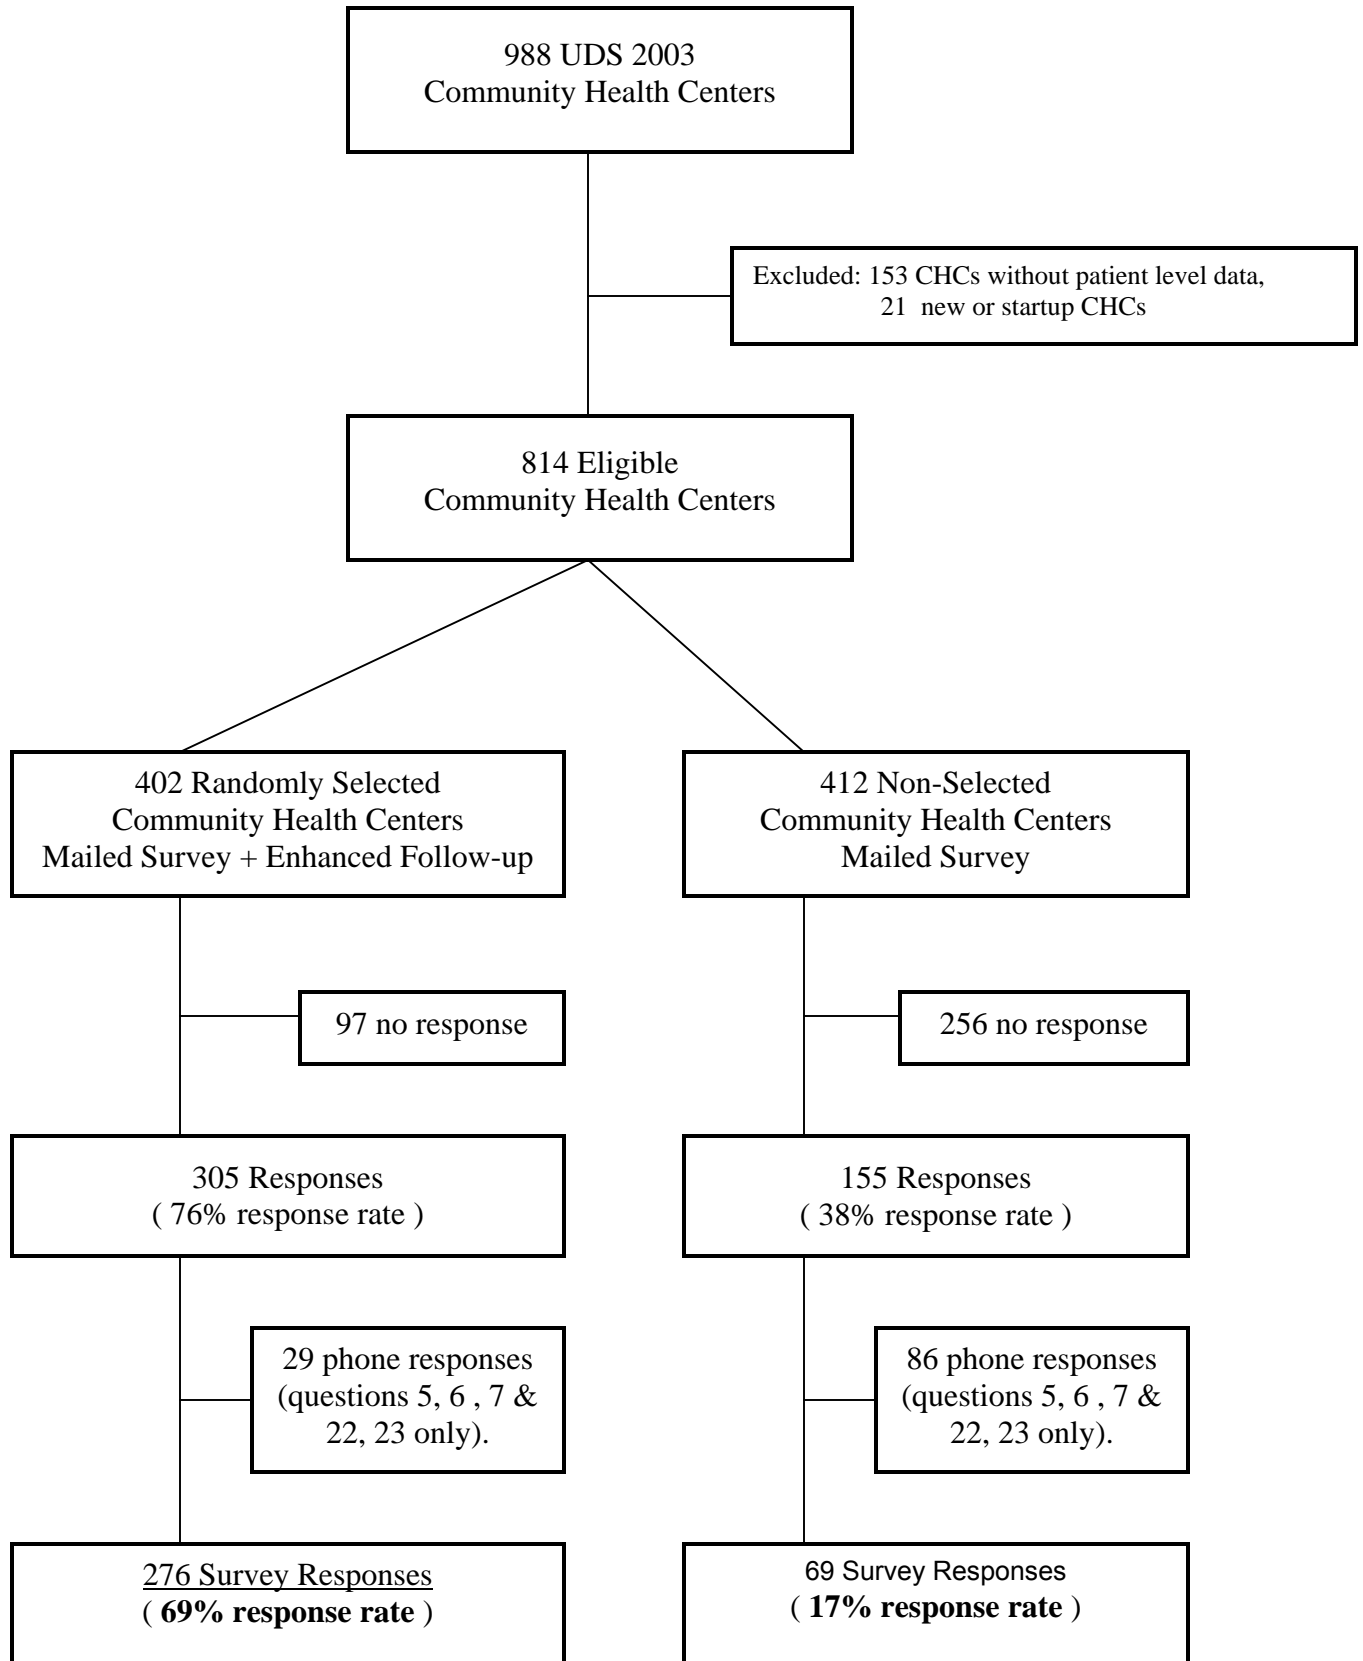 988 UDS 2003
Community Health Centers
Excluded: 153 CHCs without patient level data,
21 new or startup CHCs
814 Eligible
Community Health Centers
402 Randomly Selected
Community Health Centers
Mailed Survey + Enhanced Follow-up
412 Non-Selected
Community Health Centers
Mailed Survey
97 no response
256 no response
305 Responses
( 76% response rate )
155 Responses
( 38% response rate )
29 phone responses
(questions 5, 6 , 7 &
22, 23 only).
86 phone responses
(questions 5, 6 , 7 &
22, 23 only).
276 Survey Responses
( 69% response rate )
69 Survey Responses
( 17% response rate )